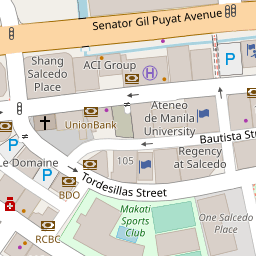 Senator Gil Puyat Avenue
Shang
Salcedo
Place
ACI Group
H
P
P
Ateneo
de Manila
University
UnionBank
Bautista Str
Le Domaine
105
Regency
at Salcedo
P
P
BDO
Tordesillas Street
Makati
Sports
Club
One Salcedo
Place
RCBC